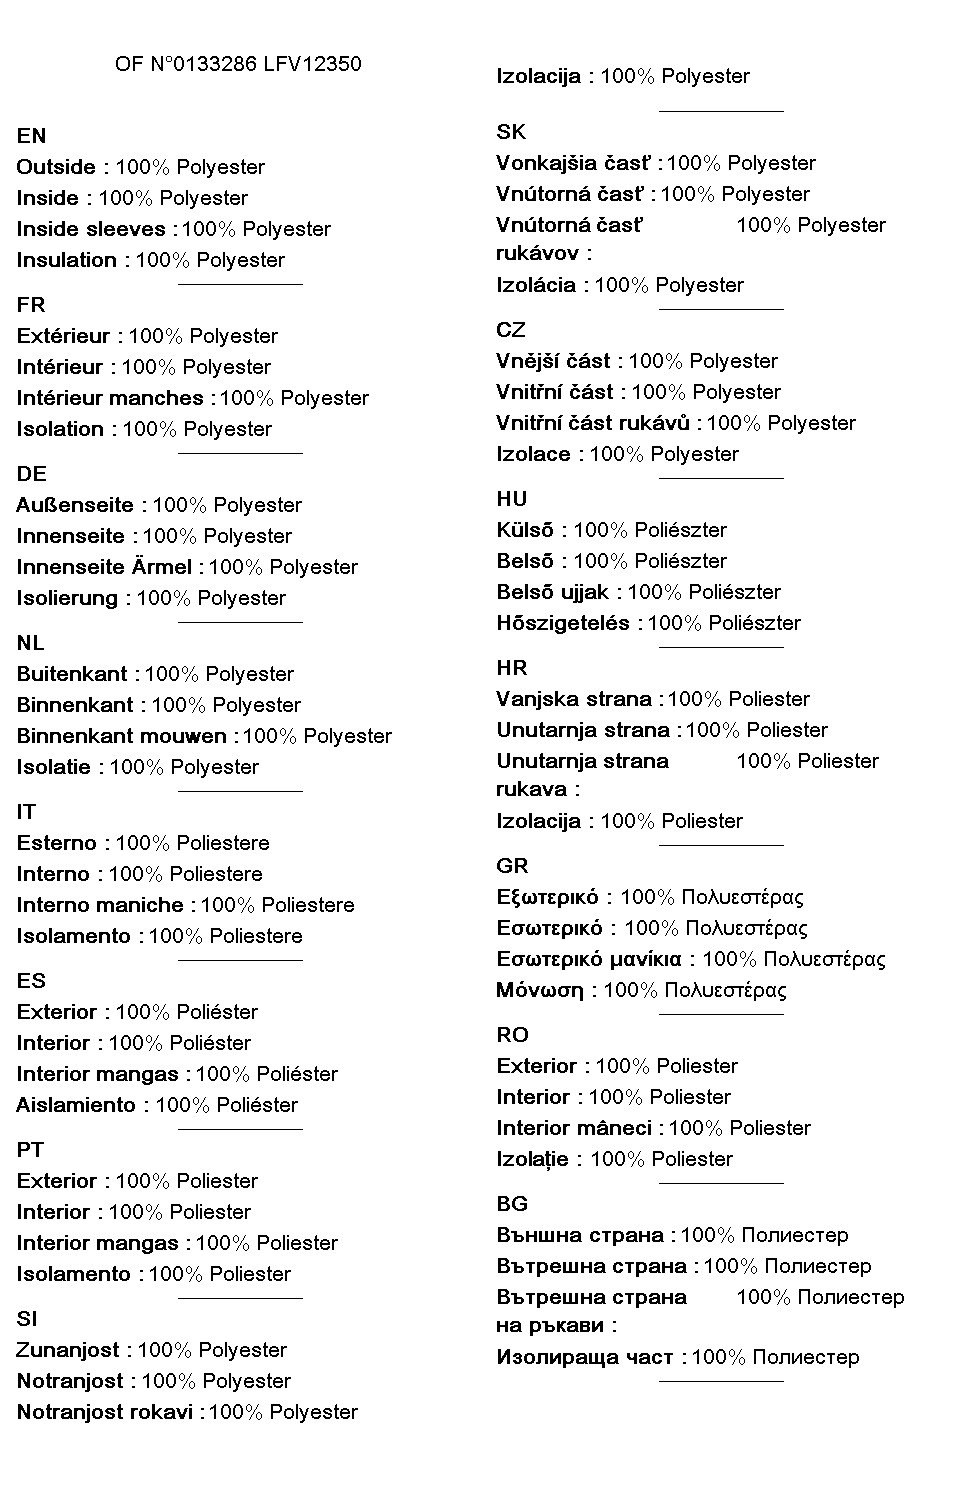 OF N°0133286 LFV12350
EN
Outside : 100% Polyester
Inside : 100% Polyester
Inside sleeves : 100% Polyester
Insulation : 100% Polyester
FR
Extérieur : 100% Polyester
Intérieur : 100% Polyester
Intérieur manches : 100% Polyester
Isolation : 100% Polyester
DE
Außenseite : 100% Polyester
Innenseite : 100% Polyester
Innenseite Ärmel : 100% Polyester
Isolierung : 100% Polyester
NL
Buitenkant : 100% Polyester
Binnenkant : 100% Polyester
Binnenkant mouwen : 100% Polyester
Isolatie : 100% Polyester
IT
Esterno : 100% Poliestere
Interno : 100% Poliestere
Interno maniche : 100% Poliestere
Isolamento : 100% Poliestere
ES
Exterior : 100% Poliéster
Interior : 100% Poliéster
Interior mangas : 100% Poliéster
Aislamiento : 100% Poliéster
PT
Exterior : 100% Poliester
Interior : 100% Poliester
Interior mangas : 100% Poliester
Isolamento : 100% Poliester
SI
Zunanjost : 100% Polyester
Notranjost : 100% Polyester
Notranjost rokavi : 100% Polyester
Izolacija : 100% Polyester
SK
Vonkajšia časť : 100% Polyester
Vnútorná časť : 100% Polyester
Vnútorná časť 100% Polyester
rukávov :
Izolácia : 100% Polyester
CZ
Vnější část : 100% Polyester
Vnitřní část : 100% Polyester
Vnitřní část rukávů : 100% Polyester
Izolace : 100% Polyester
HU
Külső : 100% Poliészter
Belső : 100% Poliészter
Belső ujjak : 100% Poliészter
Hőszigetelés : 100% Poliészter
HR
Vanjska strana : 100% Poliester
Unutarnja strana : 100% Poliester
Unutarnja strana 100% Poliester
rukava :
Izolacija : 100% Poliester
GR
Εξωτερικό : 100% Πολυεστέρας
Εσωτερικό : 100% Πολυεστέρας
Εσωτερικό μανίκια : 100% Πολυεστέρας
Μόνωση : 100% Πολυεστέρας
RO
Exterior : 100% Poliester
Interior : 100% Poliester
Interior mâneci : 100% Poliester
Izolație : 100% Poliester
BG
Външна страна : 100% Полиестер
Вътрешна страна : 100% Полиестер
Вътрешна страна 100% Полиестер
на ръкави :
Изолираща част : 100% Полиестер